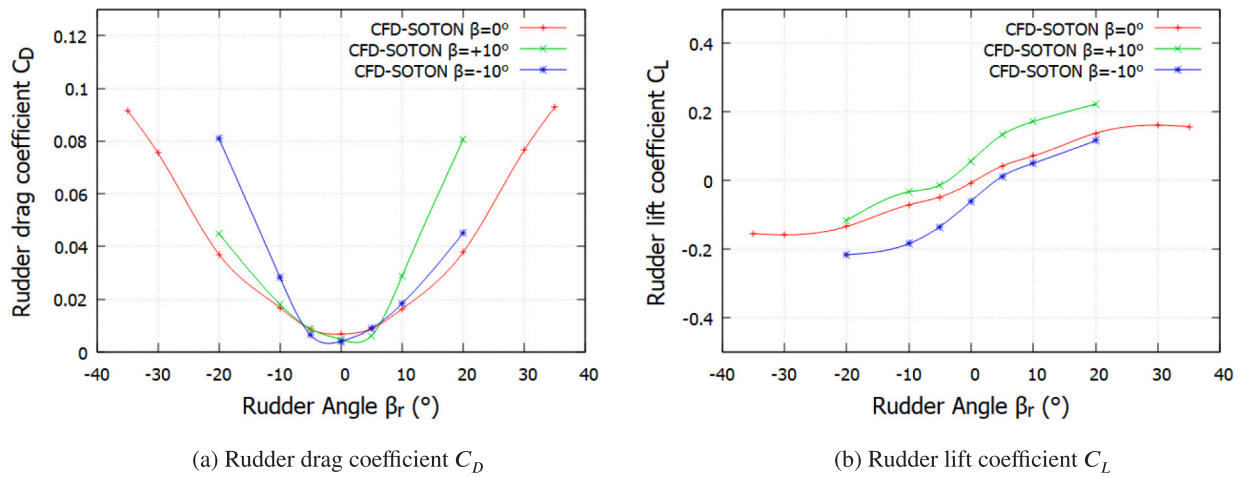 CFD-SOTON β=0°
CFD-SOTON β=+10°
CFD-SOTON β=-10°
0.12
0.1
0.08
0.06
0.04
0.02
0
-40 -30 -20 -10 0 10 20 30 40
Rudder drag coefficient C_D
Rudder Angle β_r (°)
(a) Rudder drag coefficient C_D
CFD-SOTON β=0°
CFD-SOTON β=+10°
CFD-SOTON β=-10°
0.4
0.2
0
-0.2
-0.4
-40 -30 -20 -10 0 10 20 30 40
Rudder lift coefficient C_L
Rudder Angle β_r (°)
(b) Rudder lift coefficient C_L